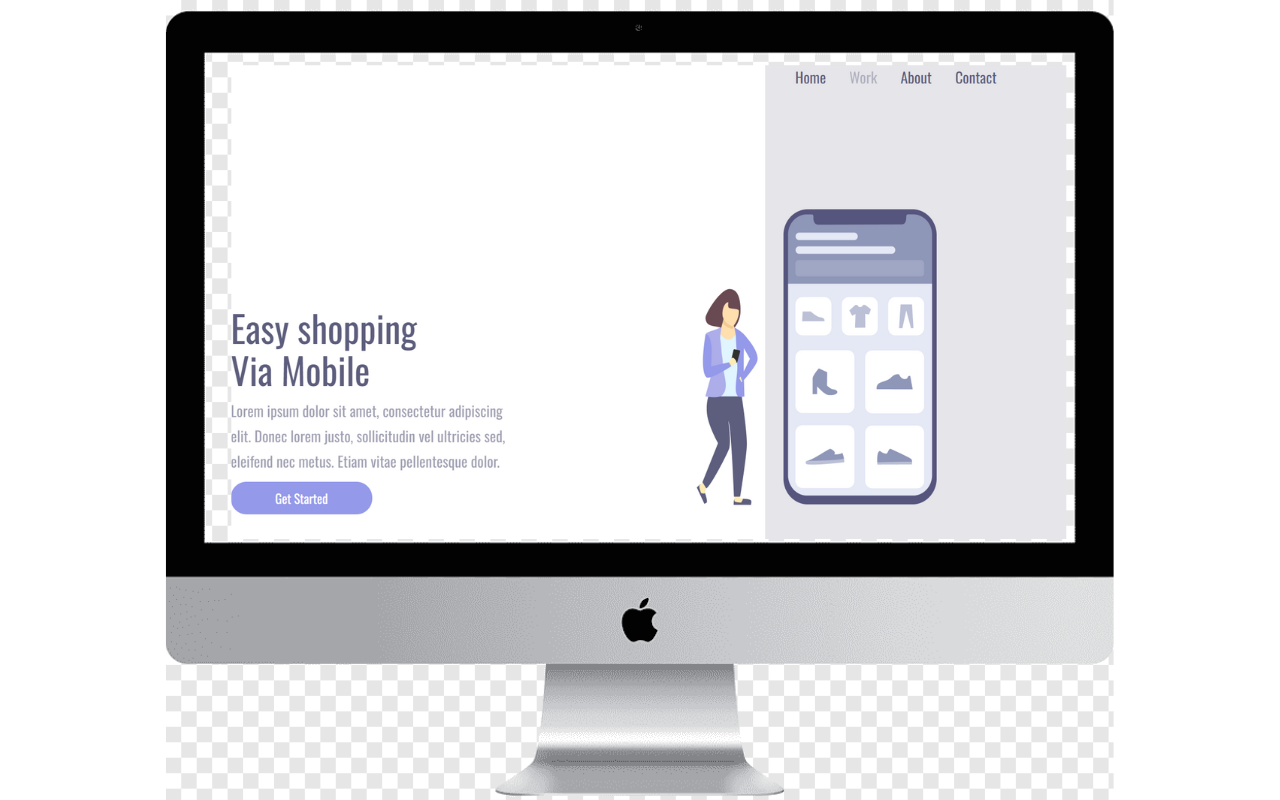 Home Work About Contact
Easy shopping
Via Mobile
Lorem ipsum dolor sit amet, consectetur adipiscing
elit. Donec lorem justo, sollicitudin vel ultricies sed,
eleifend nec metus. Etiam vitae pellentesque dolor.
Get Started